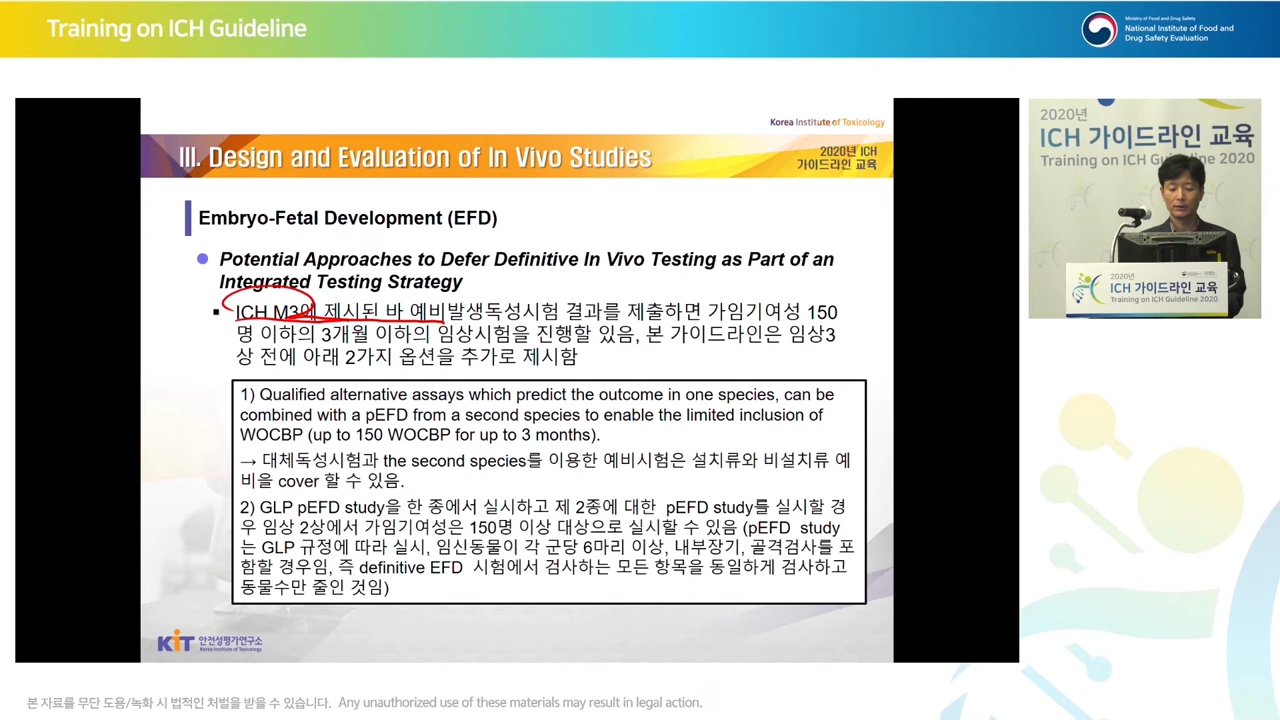 Training on ICH Guideline
Ministry of Food and Drug Safety
National Institute of Food and
Drug Safety Evaluation
Korea Institute of Toxicology
III. Design and Evaluation of In Vivo Studies
2020년 ICH
가이드라인 교육
Embryo-Fetal Development (EFD)
Potential Approaches to Defer Definitive In Vivo Testing as Part of an
Integrated Testing Strategy
ICH M3에 제시된 바 예비발생독성시험 결과를 제출하면 가임기여성 150
명 이하의 3개월 이하의 임상시험을 진행할 있음, 본 가이드라인은 임상3
상 전에 아래 2가지 옵션을 추가로 제시함
1) Qualified alternative assays which predict the outcome in one species, can be
combined with a pEFD from a second species to enable the limited inclusion of
WOCBP (up to 150 WOCBP for up to 3 months).
→ 대체독성시험과 the second species를 이용한 예비시험은 설치류와 비설치류 예
비을 cover 할 수 있음.
2) GLP pEFD study을 한 종에서 실시하고 제 2종에 대한 pEFD study를 실시할 경
우 임상 2상에서 가임기여성은 150명 이상 대상으로 실시할 수 있음 (pEFD study
는 GLP 규정에 따라 실시, 임신동물이 각 군당 6마리 이상, 내부장기, 골격검사를 포
함할 경우임, 즉 definitive EFD 시험에서 검사하는 모든 항목을 동일하게 검사하고
동물수만 줄인 것임)
KIT 안전성평가연구소
Korea Institute of Toxicology
2020년
ICH 가이드라인 교육
Training on ICH Guideline 2020
2020년
ICH 가이드라인 교육
Training on ICH Guideline 2020
본 자료를 무단 도용/녹화 시 법적인 처벌을 받을 수 있습니다. Any unauthorized use of these materials may result in legal action.